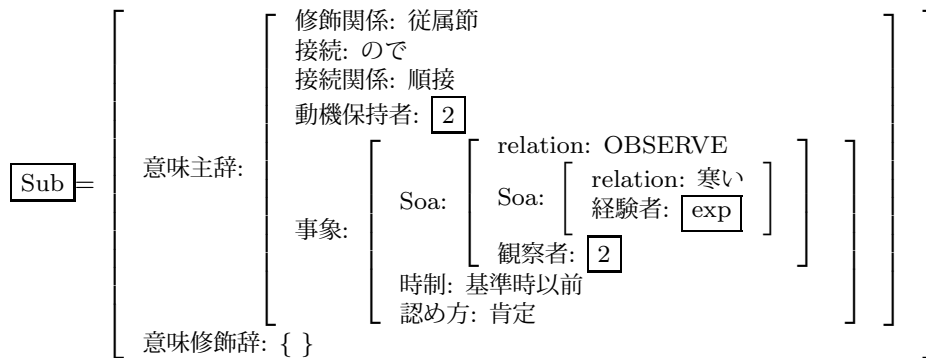 修飾関係: 従属節
接続: ので
接続関係: 順接
動機保持者: 2
relation: OBSERVE
Sub = 意味主辞: Soa: Soa: relation: 寒い
経験者: exp
事象:
観察者: 2
時制: 基準時以前
認め方: 肯定
意味修飾辞: { }